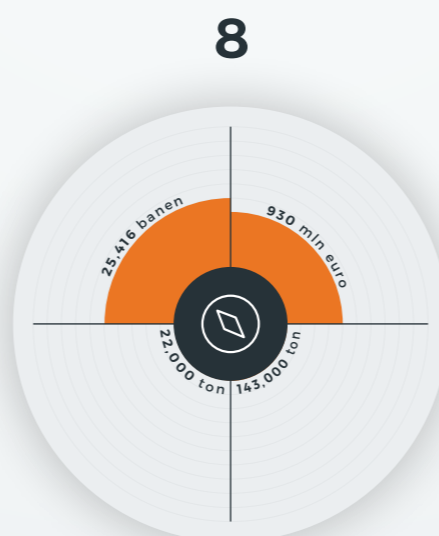 8
25,416 banen
930 mln euro
22,000 ton
143,000 ton